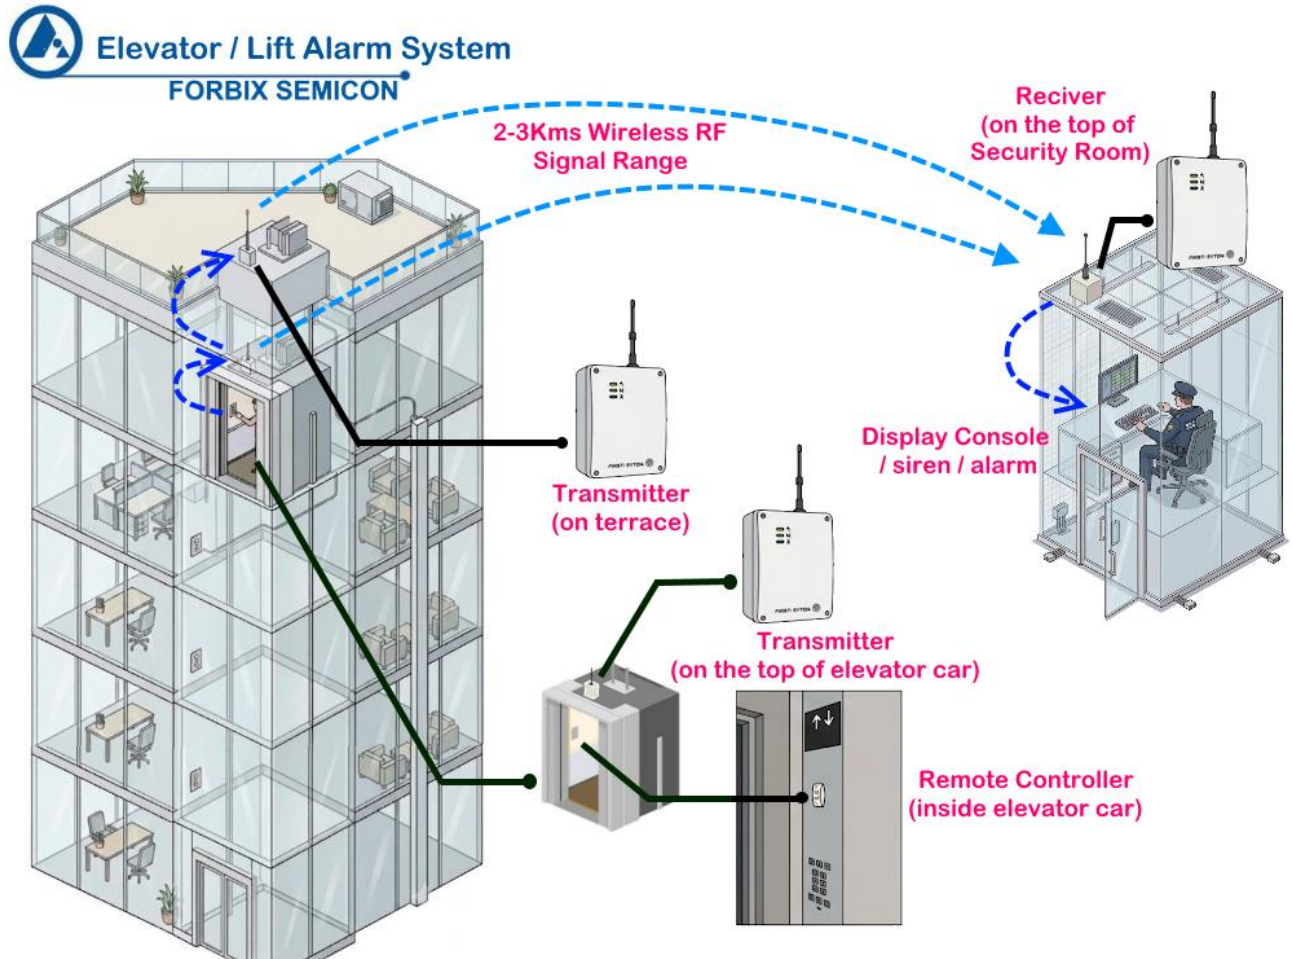 Elevator / Lift Alarm System
FORBIX SEMICON
2-3Kms Wireless RF
Signal Range
Reciver
(on the top of
Security Room)
Display Console
/ siren / alarm
Transmitter
(on terrace)
Transmitter
(on the top of elevator car)
Remote Controller
(inside elevator car)